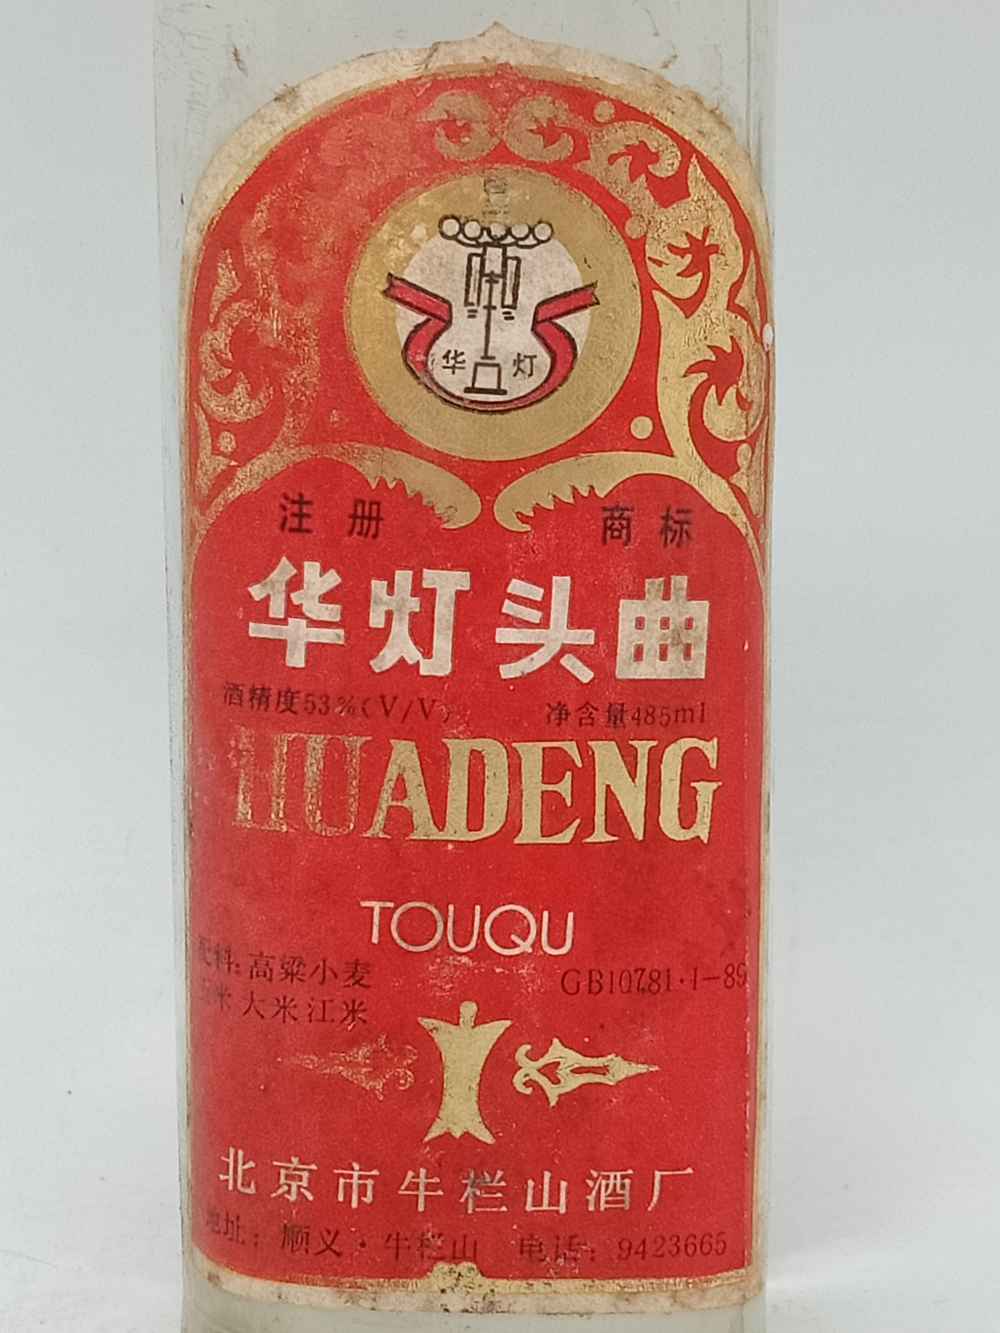 华 灯
注册 商标
华灯头曲
酒精度53%(V/V) 净含量485ml
HUADENG
TOUQU
配料:高粱小麦 GB10781·1-89
玉米大米江米
北京市牛栏山酒厂
地址:顺义·牛栏山 电话:9423665